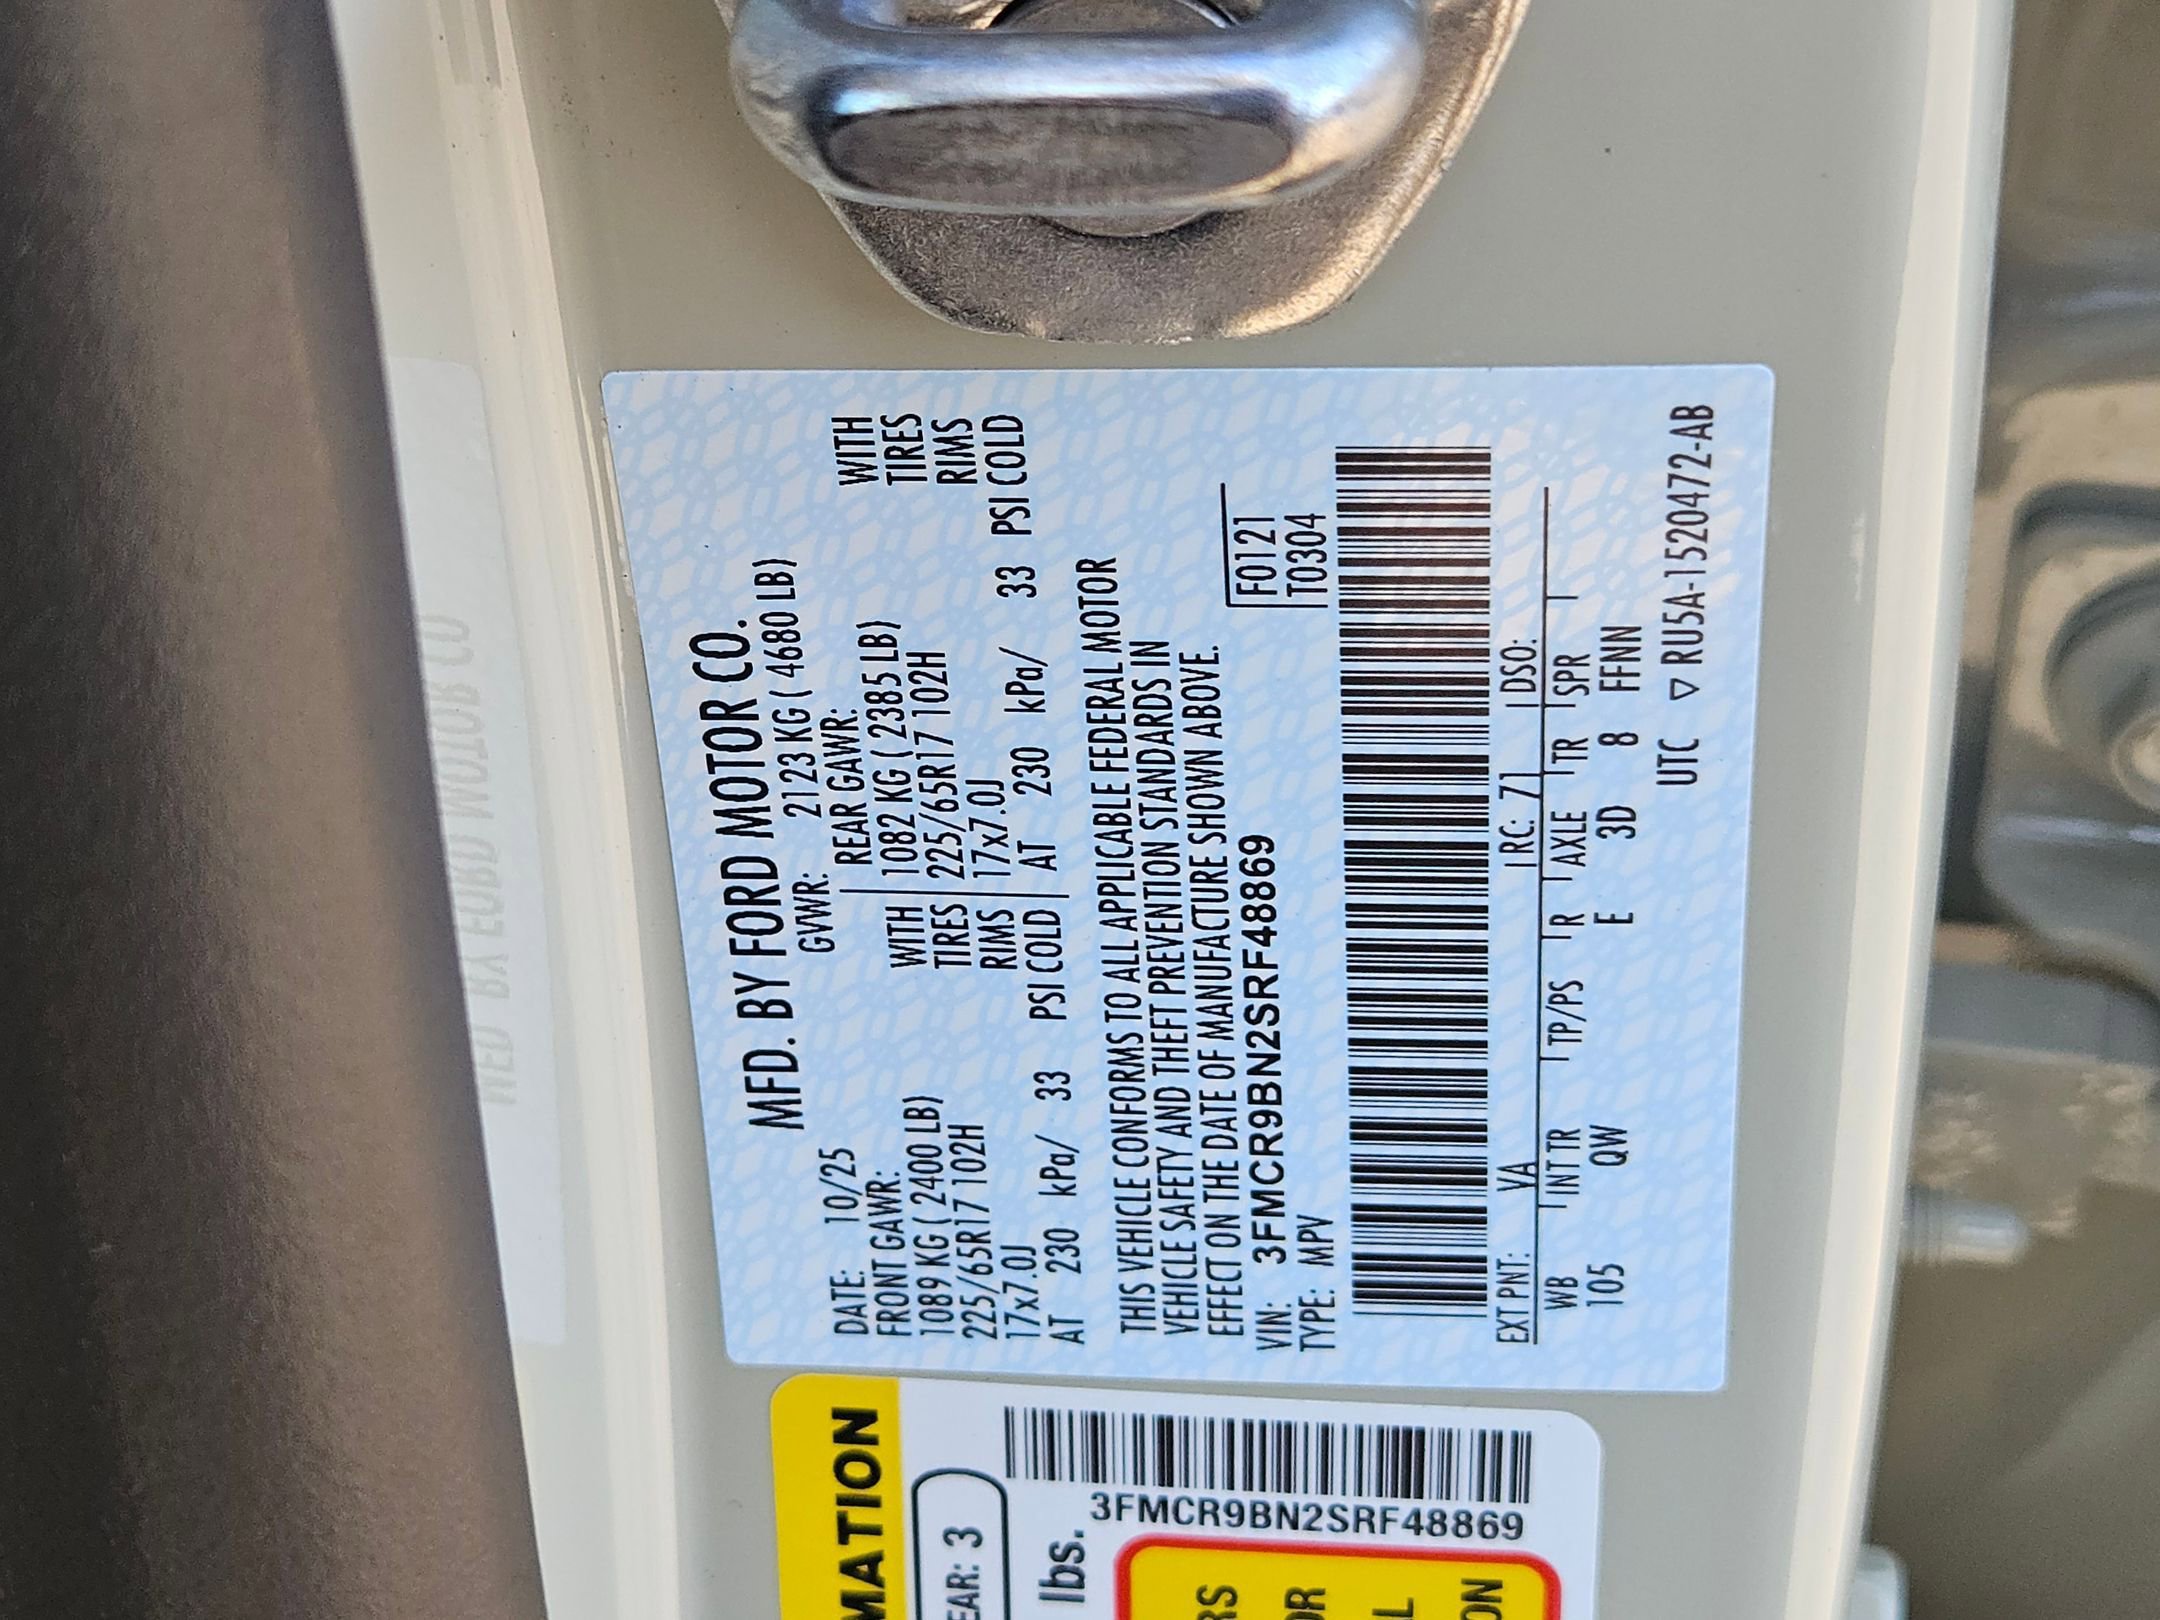 MFD. BY FORD MOTOR CO.
DATE: 10/25 GVWR: 2123 KG ( 4680 LB)
FRONT GAWR: REAR GAWR:
1089 KG ( 2400 LB) WITH 1082 KG ( 2385 LB) WITH
225/65R17 102H TIRES 225/65R17 102H TIRES
17x7.0J RIMS 17x7.0J RIMS
AT 230 kPa/ 33 PSI COLD AT 230 kPa/ 33 PSI COLD
THIS VEHICLE CONFORMS TO ALL APPLICABLE FEDERAL MOTOR
VEHICLE SAFETY AND THEFT PREVENTION STANDARDS IN
EFFECT ON THE DATE OF MANUFACTURE SHOWN ABOVE.
VIN: 3FMCR9BN2SRF48869 F0121
TYPE: MPV T0304
EXT PNT: VA RC: 71 DSO:
WB INT TR TP/PS R AXLE TR SPR
105 QW E 3D 8 FFNN
UTC ▽ RU5A-1520472-AB
MATION
EAR: 3
lbs.
3FMCR9BN2SRF48869
RS
OR
L
ON
MFD. BY FORD MOTOR CO